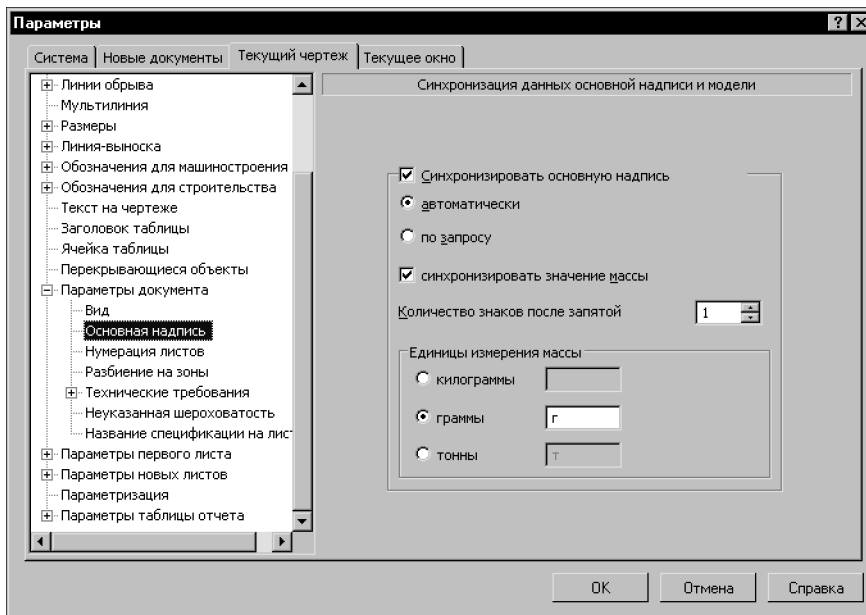 Параметры
Система
Новые документы
Текущий чертеж
Текущее окно
Линии обрыва
Мультилиния
Размеры
Линия-выноска
Обозначения для машиностроения
Обозначения для строительства
Текст на чертеже
Заголовок таблицы
Ячейка таблицы
Перекрывающиеся объекты
Параметры документа
Вид
Основная надпись
Нумерация листов
Разбиение на зоны
Технические требования
Неуказанная шероховатость
Название спецификации на лис
Параметры первого листа
Параметры новых листов
Параметризация
Параметры таблицы отчета
Синхронизация данных основной надписи и модели
Синхронизировать основную надпись
автоматически
по запросу
синхронизировать значение массы
Количество знаков после запятой 1
Единицы измерения массы
килограммы
граммы г
тонны т
OK Отмена Справка